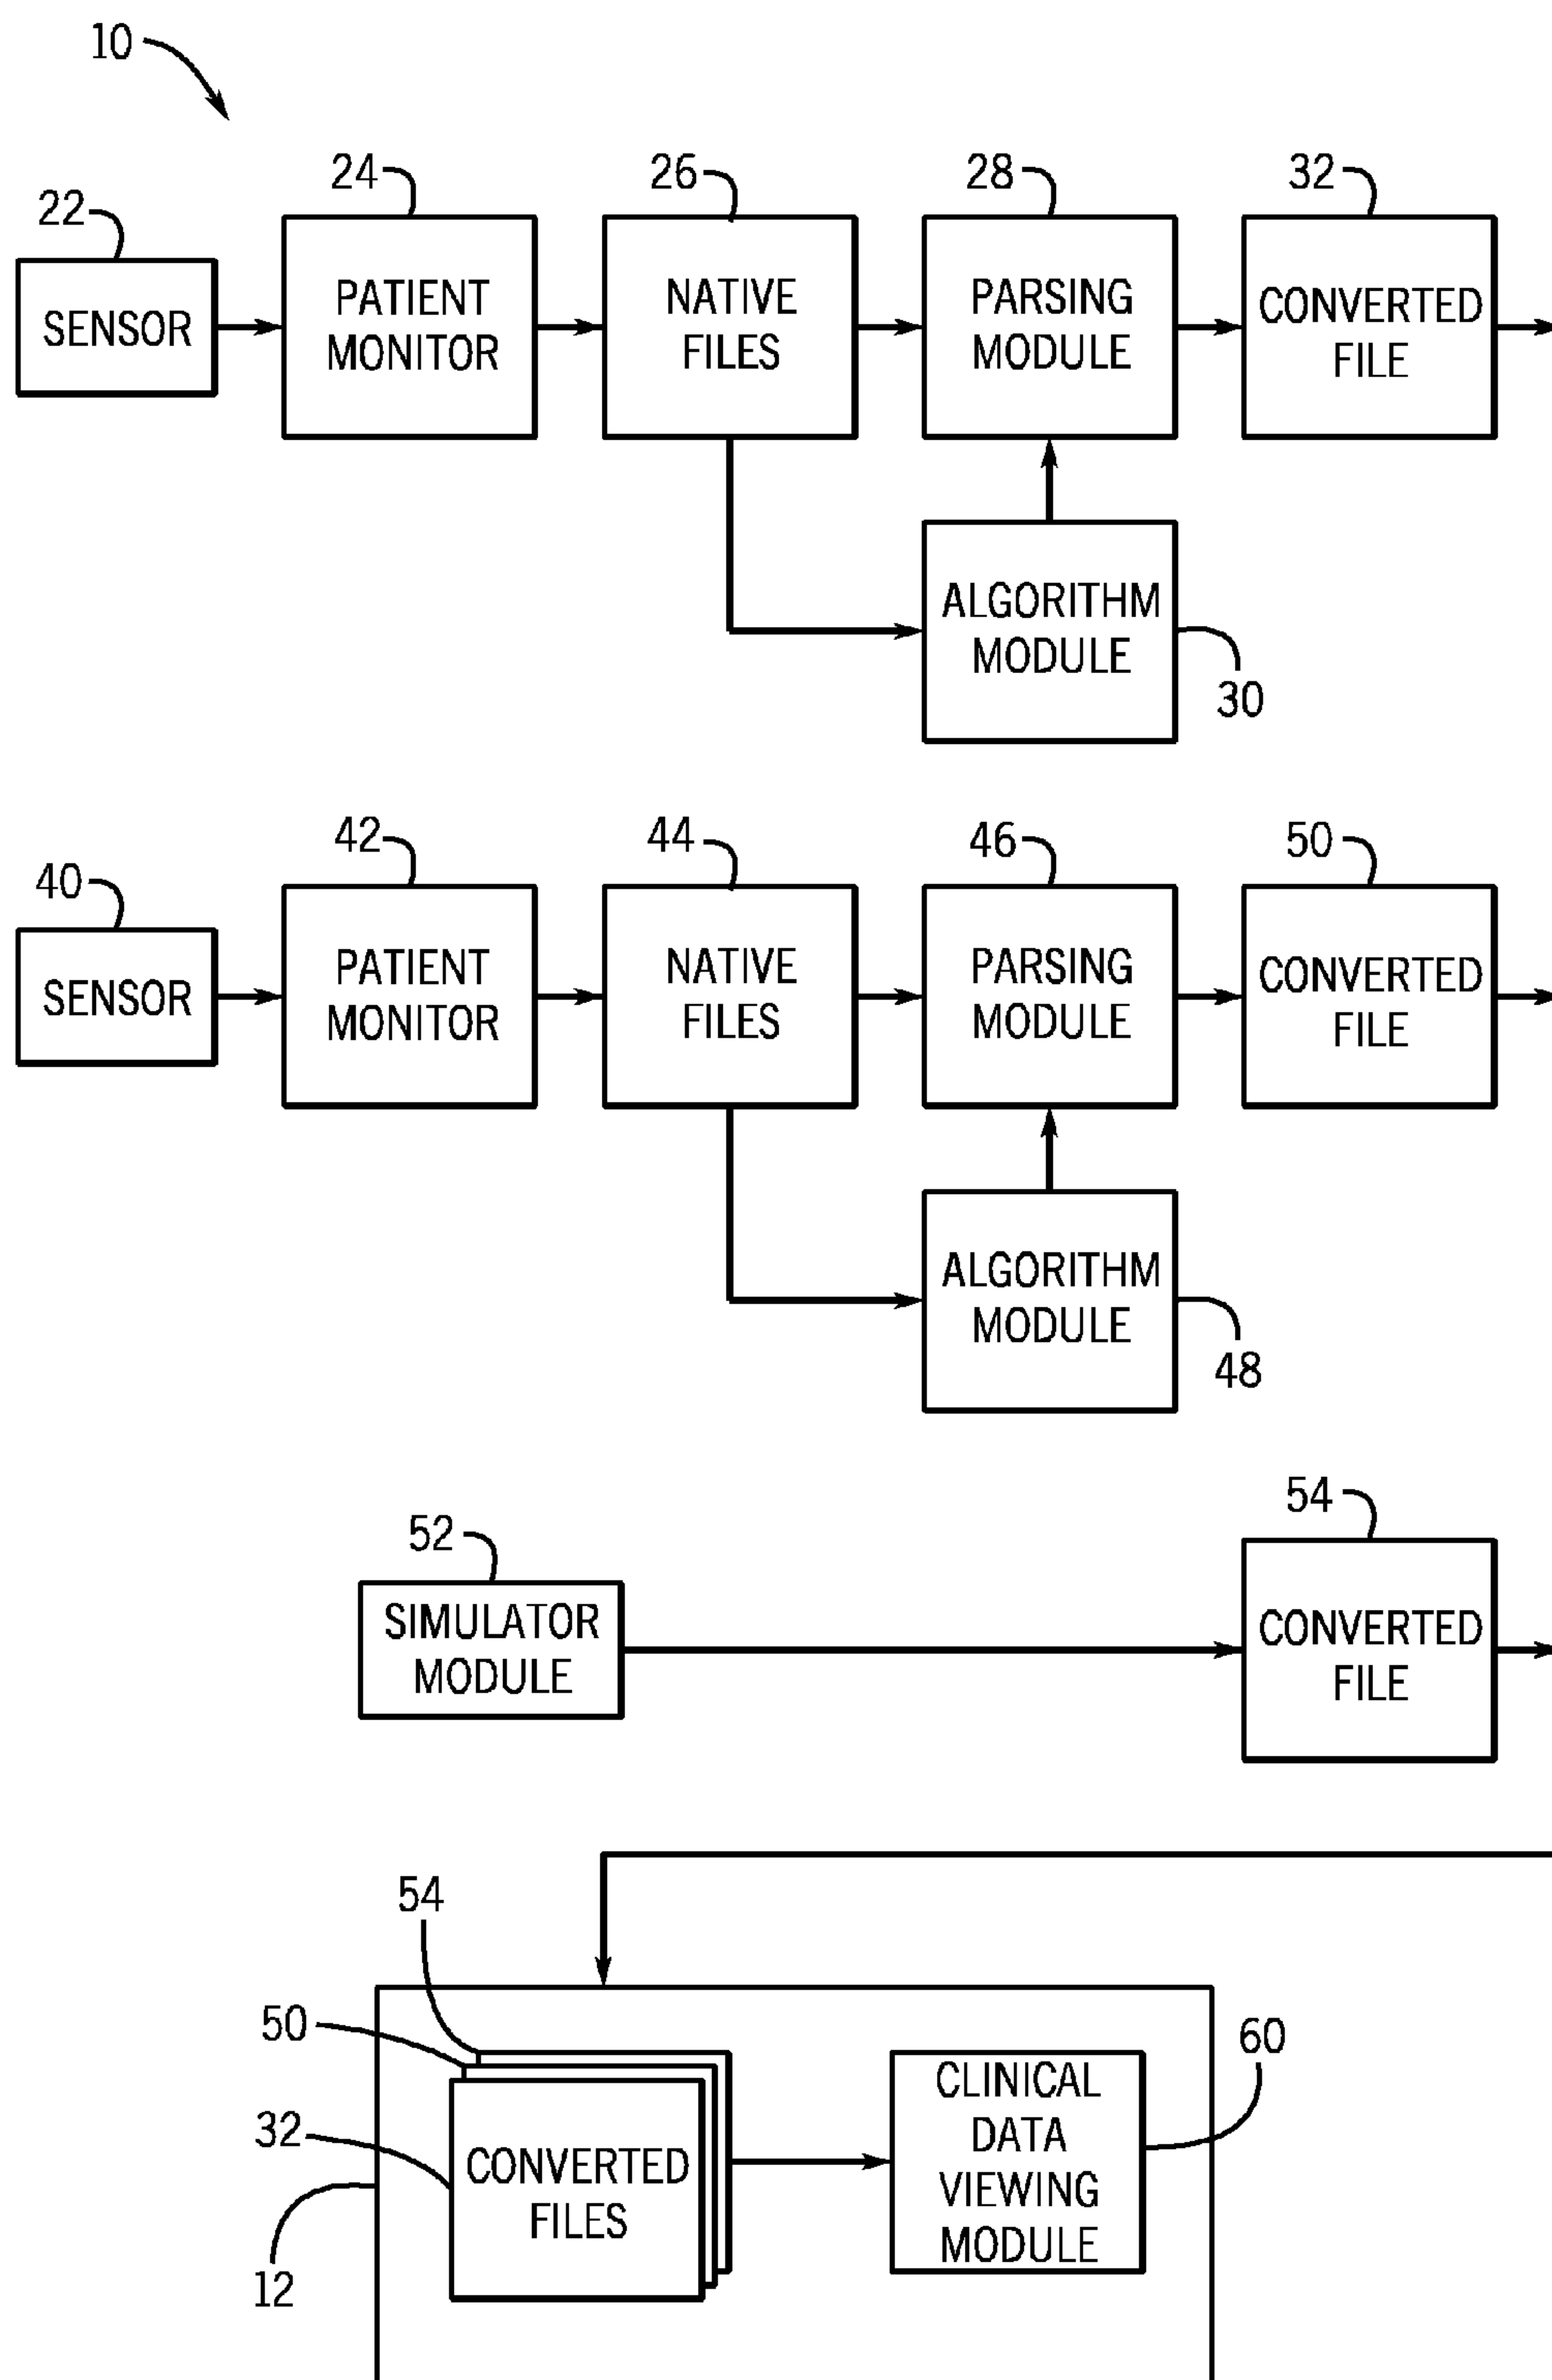 10
22
24
26
28
32
SENSOR
PATIENT
MONITOR
NATIVE
FILES
PARSING
MODULE
CONVERTED
FILE
ALGORITHM
MODULE
30
40
42
44
46
50
SENSOR
PATIENT
MONITOR
NATIVE
FILES
PARSING
MODULE
CONVERTED
FILE
ALGORITHM
MODULE
48
52
54
SIMULATOR
MODULE
CONVERTED
FILE
54
50
32
12
CONVERTED
FILES
60
CLINICAL
DATA
VIEWING
MODULE